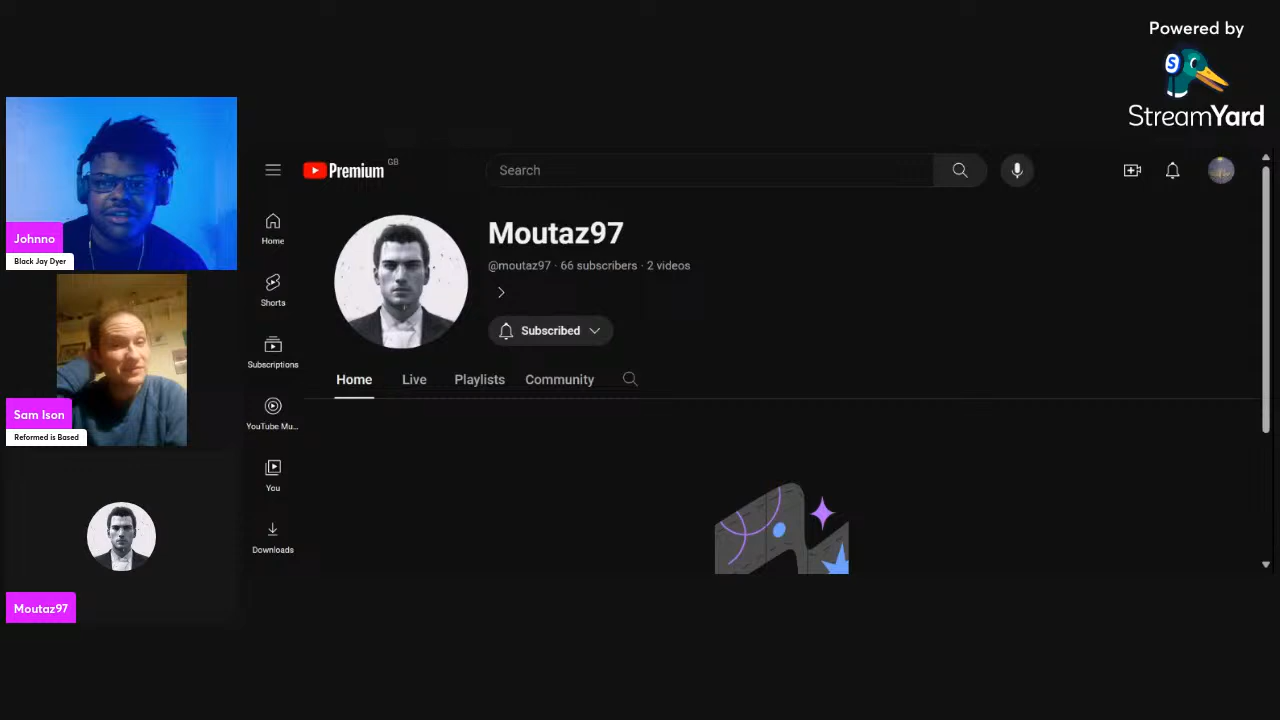 Powered by
StreamYard
Johnno
Black Jay Dyer
Sam Ison
Reformed is Based
Moutaz97
Premium GB
Search
Home
Shorts
Subscriptions
YouTube Mu...
You
Downloads
Moutaz97
@moutaz97 · 66 subscribers · 2 videos
Subscribed
Home Live Playlists Community